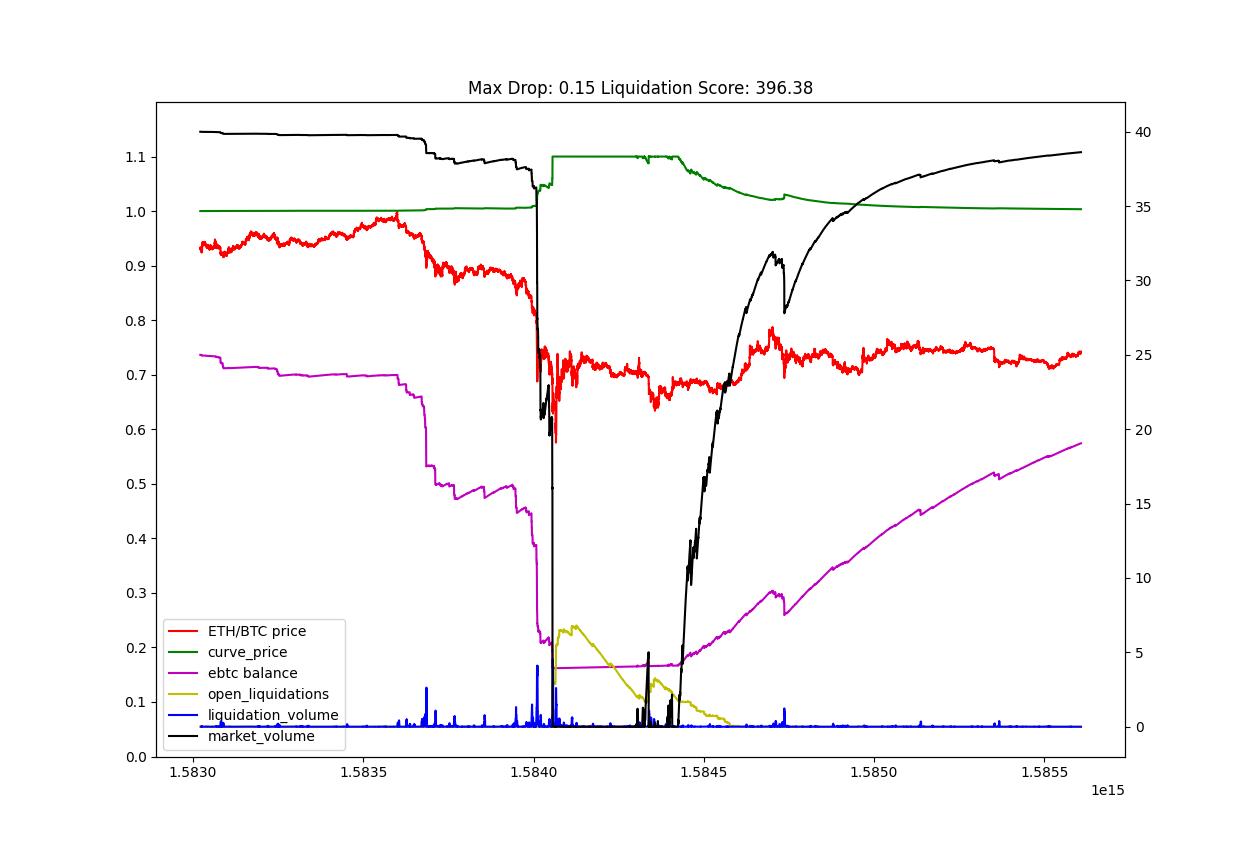 Max Drop: 0.15 Liquidation Score: 396.38
1.1
1.0
0.9
0.8
0.7
0.6
0.5
0.4
0.3
0.2
0.1
0.0
40
35
30
25
20
15
10
5
0
ETH/BTC price
curve_price
ebtc balance
open_liquidations
liquidation_volume
market_volume
1.5830 1.5835 1.5840 1.5845 1.5850 1.5855
1e15